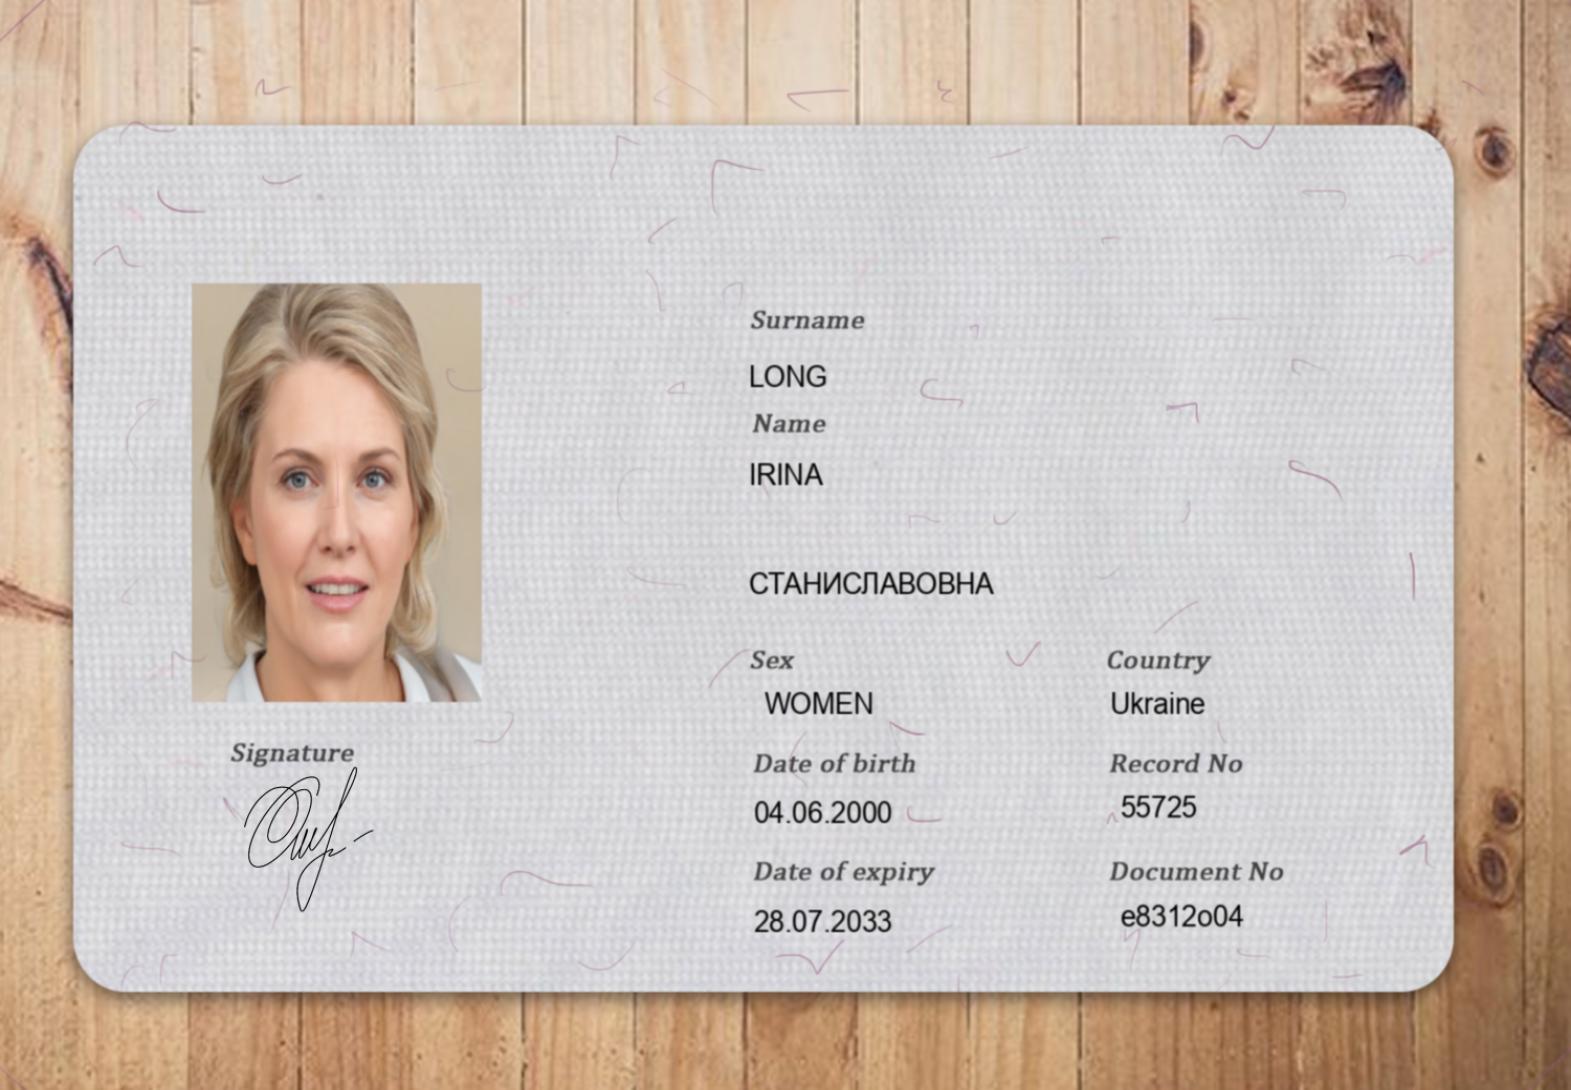 Surname
LONG
Name
IRINA
СТАНИСЛАВОВНА
Sex
Country
WOMEN
Ukraine
Date of birth
Record No
04.06.2000
55725
Date of expiry
Document No
28.07.2033
e8312o04
Signature